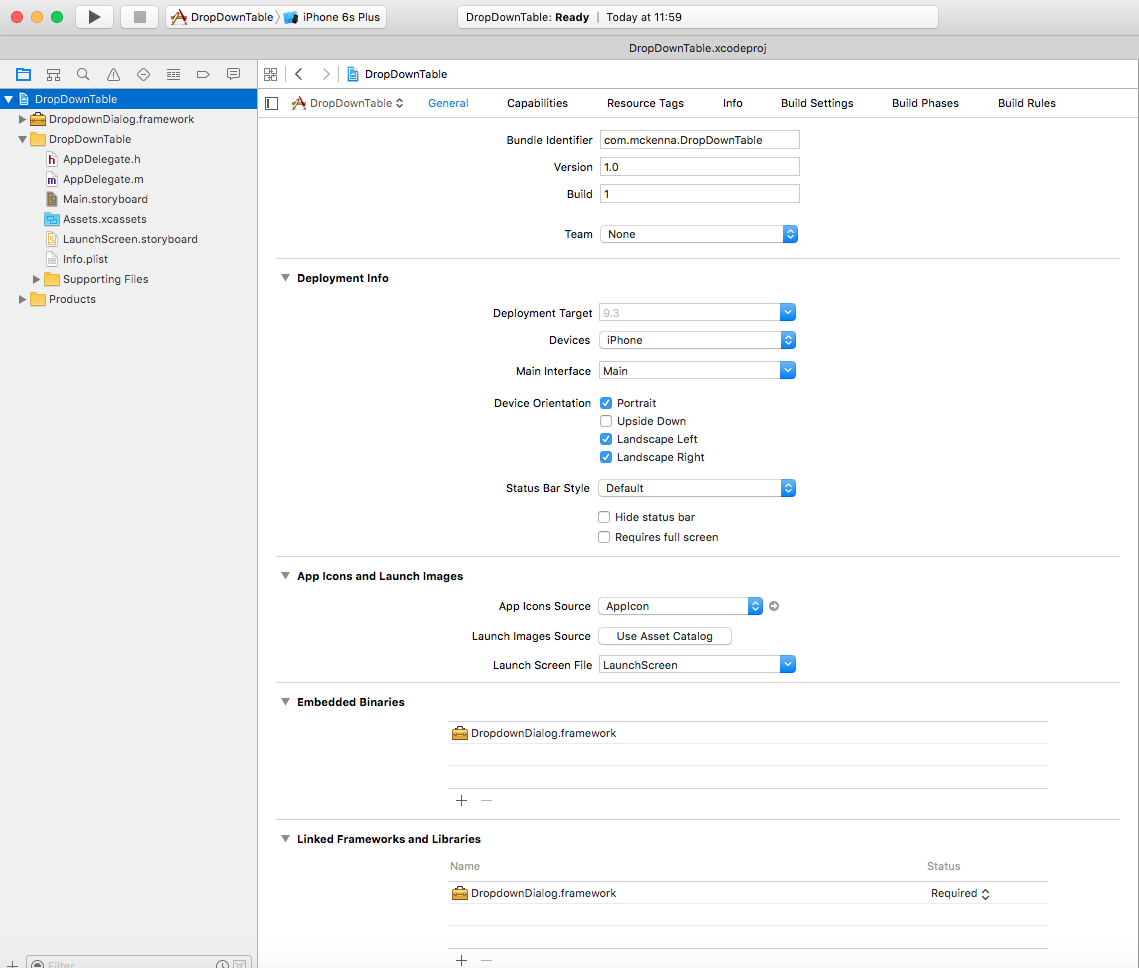 DropDownTable iPhone 6s Plus
DropDownTable: Ready | Today at 11:59
DropDownTable.xcodeproj
DropDownTable
DropDownTable
DropdownDialog.framework
DropDownTable
h AppDelegate.h
m AppDelegate.m
Main.storyboard
Assets.xcassets
LaunchScreen.storyboard
Info.plist
Supporting Files
Products
Filter
DropDownTable General Capabilities Resource Tags Info Build Settings Build Phases Build Rules
Bundle Identifier com.mckenna.DropDownTable
Version 1.0
Build 1
Team None
Deployment Info
Deployment Target 9.3
Devices iPhone
Main Interface Main
Device Orientation Portrait
Upside Down
Landscape Left
Landscape Right
Status Bar Style Default
Hide status bar
Requires full screen
App Icons and Launch Images
App Icons Source AppIcon
Launch Images Source Use Asset Catalog
Launch Screen File LaunchScreen
Embedded Binaries
DropdownDialog.framework
Linked Frameworks and Libraries
Name Status
DropdownDialog.framework Required